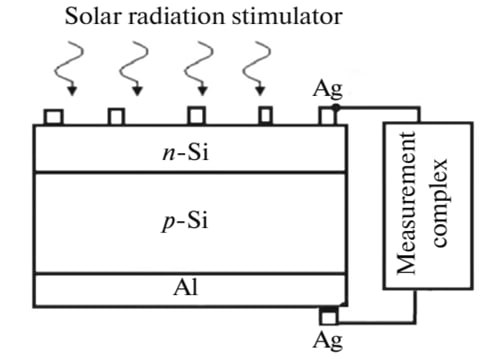 Solar radiation stimulator
Ag
n-Si
p-Si
Al
Measurement
complex
Ag